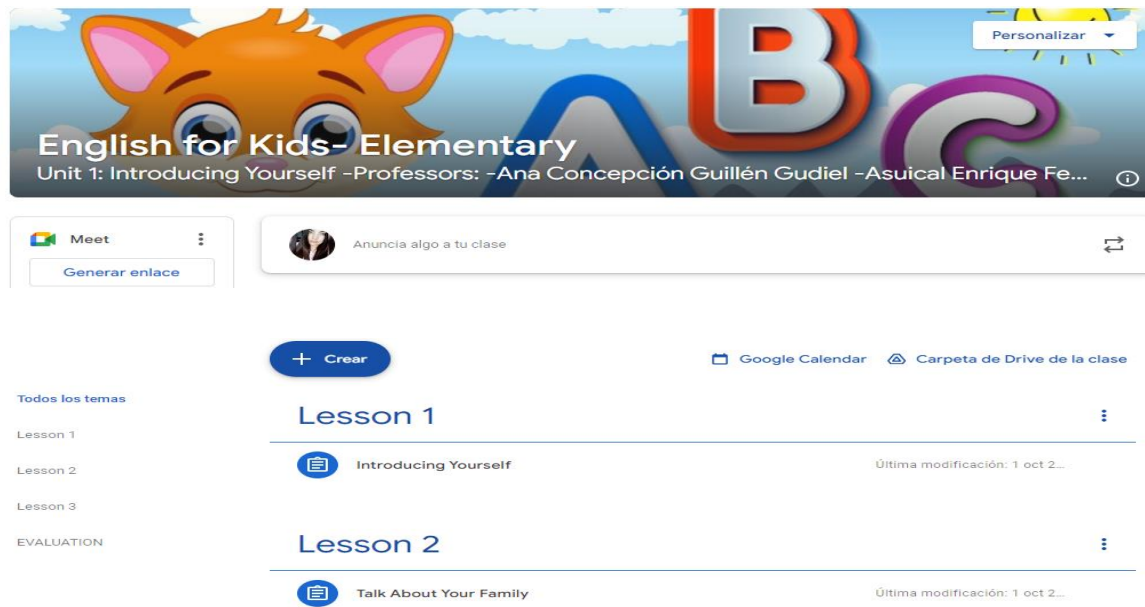 A B C
Personalizar
English for Kids- Elementary
Unit 1: Introducing Yourself -Professors: -Ana Concepción Guillén Gudiel -Asuical Enrique Fe...
Meet
Generar enlace
Anuncia algo a tu clase
+ Crear
Google Calendar
Carpeta de Drive de la clase
Todos los temas
Lesson 1
Lesson 2
Lesson 3
EVALUATION
Lesson 1
Introducing Yourself
Última modificación: 1 oct 2...
Lesson 2
Talk About Your Family
Última modificación: 1 oct 2...